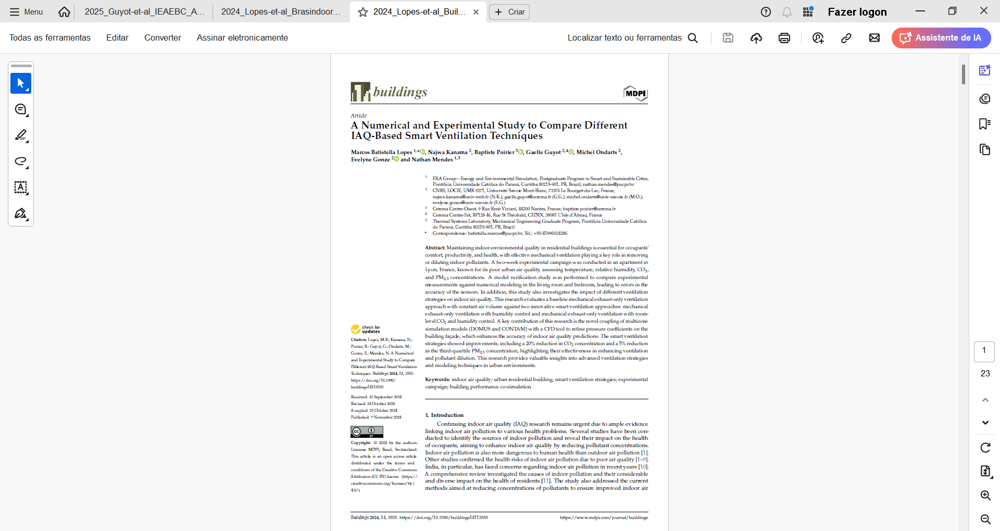 Menu
2025_Guyot-et-al_IEAEBC_A...
2024_Lopes-et-al_Brasindoor...
2024_Lopes-et-al_Buil...
Criar
Fazer logon
Todas as ferramentas
Editar
Converter
Assinar eletronicamente
Localizar texto ou ferramentas
Assistente de IA
buildings
MDPI
Article
A Numerical and Experimental Study to Compare Different
IAQ-Based Smart Ventilation Techniques
Marcos Batistella Lopes 1,*, Najwa Kanama 2, Baptiste Poirier 3, Gaelle Guyot 2,4, Michel Ondarts 2,
Evelyne Gonze 2 and Nathan Mendes 1,5
1 EXA Group—Energy and Environmental Simulation, Postgraduate Program in Smart and Sustainable Cities,
Pontifícia Universidade Católica do Paraná, Curitiba 80215-901, PR, Brazil; nathan.mendes@pucpr.br
2 CNRS, LOCIE, UMR 5271, Université Savoie Mont-Blanc, 73376 Le Bourget-du-Lac, France;
najwa.kanama@univ-smb.fr (N.K.); gaelle.guyot@cerema.fr (G.G.); michel.ondarts@univ-savoie.fr (M.O.);
evelyne.gonze@univ-savoie.fr (E.G.)
3 Cerema Centre-Ouest, 9 Rue René Viviani, 44200 Nantes, France; baptiste.poirier@cerema.fr
4 Cerema Centre-Est, BP128 46, Rue St Théobald, CEDEX, 38081 L'Isle d'Abeau, France
5 Thermal Systems Laboratory, Mechanical Engineering Graduate Program, Pontifícia Universidade Católica
do Paraná, Curitiba 80215-901, PR, Brazil
* Correspondence: batistella.marcos@pucpr.br; Tel.: +55-41996024286
Abstract: Maintaining indoor environmental quality in residential buildings is essential for occupants'
comfort, productivity, and health, with effective mechanical ventilation playing a key role in removing
or diluting indoor pollutants. A two-week experimental campaign was conducted in an apartment in
Lyon, France, known for its poor urban air quality, assessing temperature, relative humidity, CO2,
and PM2.5 concentrations. A model verification study was performed to compare experimental
measurements against numerical modeling in the living room and bedroom, leading to errors in the
accuracy of the sensors. In addition, this study also investigates the impact of different ventilation
strategies on indoor air quality. This research evaluates a baseline mechanical exhaust-only ventilation
approach with constant air volume against two innovative smart ventilation approaches: mechanical
exhaust-only ventilation with humidity control and mechanical exhaust-only ventilation with room-
level CO2 and humidity control. A key contribution of this research is the novel coupling of multizone
simulation models (DOMUS and CONTAM) with a CFD tool to refine pressure coefficients on the
building façade, which enhances the accuracy of indoor air quality predictions. The smart ventilation
strategies showed improvements, including a 20% reduction in CO2 concentration and a 5% reduction
in the third-quartile PM2.5 concentration, highlighting their effectiveness in enhancing ventilation
and pollutant dilution. This research provides valuable insights into advanced ventilation strategies
and modeling techniques in urban environments.
Keywords: indoor air quality; urban residential building; smart ventilation strategies; experimental
campaign; building performance co-simulation
check for
updates
Citation: Lopes, M.B.; Kanama, N.;
Poirier, B.; Guyot, G.; Ondarts, M.;
Gonze, E.; Mendes, N. A Numerical
and Experimental Study to Compare
Different IAQ-Based Smart Ventilation
Techniques. Buildings 2024, 14, 3555.
https://doi.org/10.3390/
buildings14113555
Received: 23 September 2024
Revised: 24 October 2024
Accepted: 25 October 2024
Published: 7 November 2024
cc
BY
Copyright: © 2024 by the authors.
Licensee MDPI, Basel, Switzerland.
This article is an open access article
distributed under the terms and
conditions of the Creative Commons
Attribution (CC BY) license (https://
creativecommons.org/licenses/by/
4.0/).
1. Introduction
Continuing indoor air quality (IAQ) research remains urgent due to ample evidence
linking indoor air pollution to various health problems. Several studies have been con-
ducted to identify the sources of indoor pollution and reveal their impact on the health
of occupants, aiming to enhance indoor air quality by reducing pollutant concentrations.
Indoor air pollution is also more dangerous to human health than outdoor air pollution [1].
Other studies confirmed the health risks of indoor air pollution due to poor air quality [1–9].
India, in particular, has faced concerns regarding indoor air pollution in recent years [10].
A comprehensive review investigated the causes of indoor pollution and their considerable
and diverse impact on the health of residents [11]. The study also addressed the current
methods aimed at reducing concentrations of pollutants to ensure improved indoor air
Buildings 2024, 14, 3555. https://doi.org/10.3390/buildings14113555
https://www.mdpi.com/journal/buildings
1
23